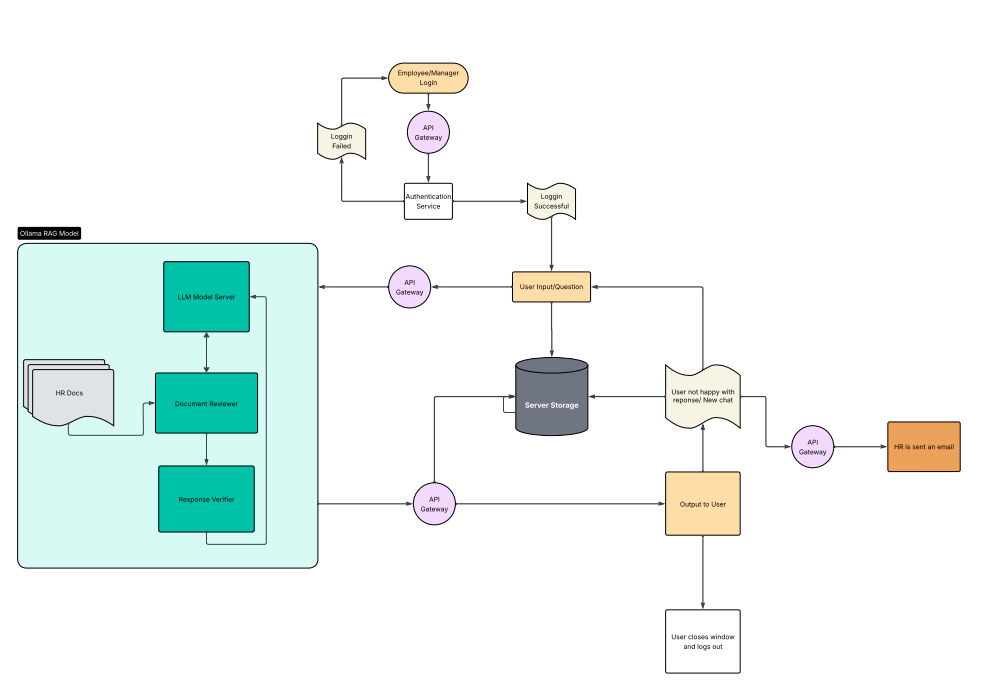 Employee/Manager
Login
API
Gateway
Loggin
Failed
Authentication
Service
Loggin
Successful
Ollama RAG Model
LLM Model Server
API
Gateway
User Input/Question
HR Docs
Document Reviewer
Server Storage
User not happy with
reponse/ New chat
API
Gateway
HR is sent an email
Response Verifier
API
Gateway
Output to User
User closes window
and logs out